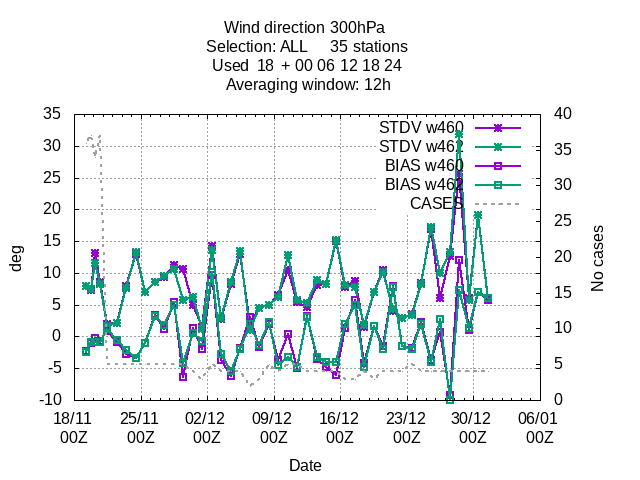 Wind direction 300hPa
Selection: ALL 35 stations
Used 18 + 00 06 12 18 24
Averaging window: 12h
STDV w460
STDV w462
BIAS w460
BIAS w462
CASES
35
30
25
20
15
10
5
0
-5
-10
deg
40
35
30
25
20
15
10
5
0
No cases
18/11 25/11 02/12 09/12 16/12 23/12 30/12 06/01
00Z 00Z 00Z 00Z 00Z 00Z 00Z 00Z
Date